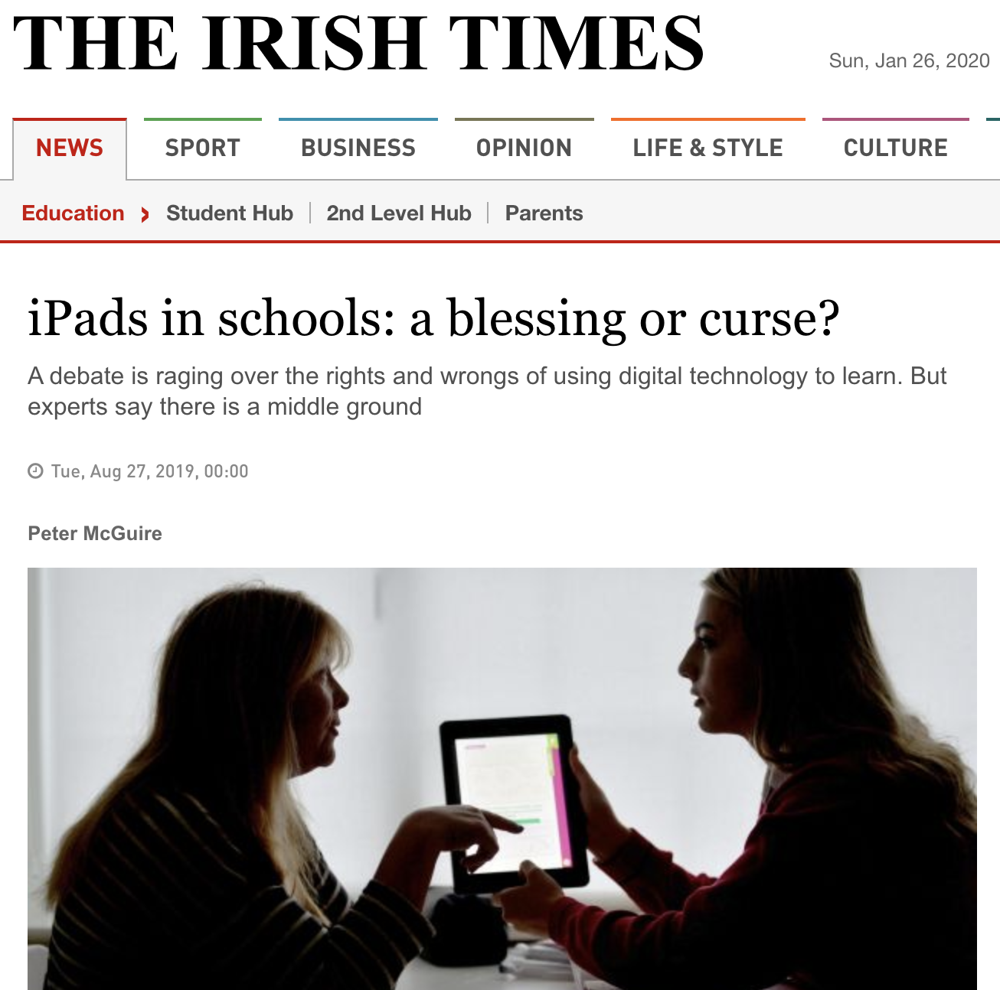 THE IRISH TIMES
Sun, Jan 26, 2020
NEWS
SPORT
BUSINESS
OPINION
LIFE & STYLE
CULTURE
Education
Student Hub
2nd Level Hub
Parents
iPads in schools: a blessing or curse?
A debate is raging over the rights and wrongs of using digital technology to learn. But
experts say there is a middle ground
Tue, Aug 27, 2019, 00:00
Peter McGuire